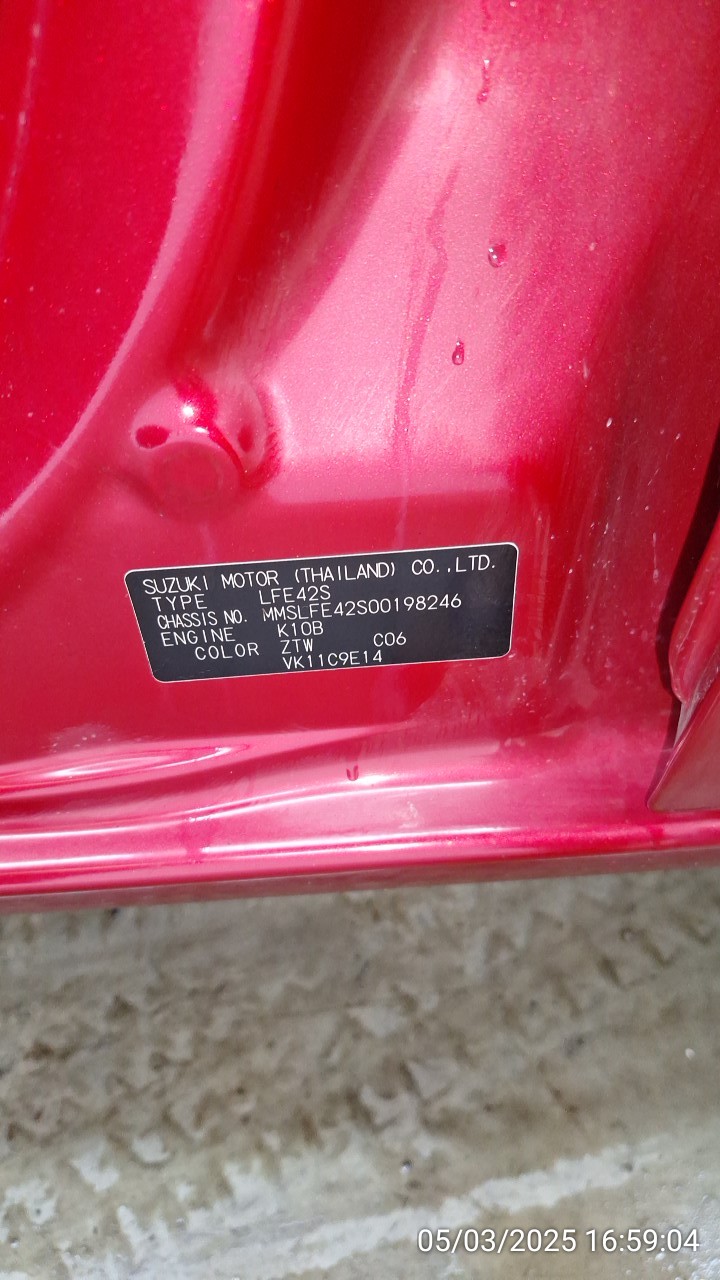 SUZUKI MOTOR (THAILAND) CO.,LTD.
TYPE LFE42S
CHASSIS NO. MMSLFE42S00198246
ENGINE K10B
COLOR ZTW C06
VK11C9E14
05/03/2025 16:59:04